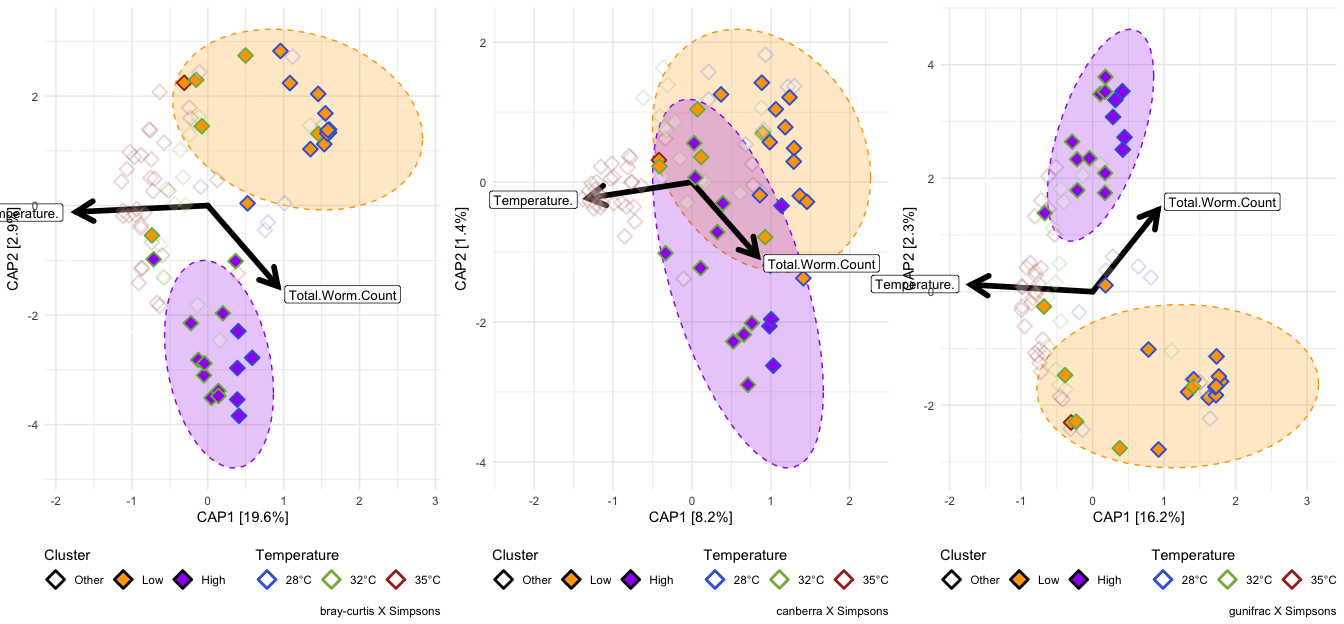 CAP2 [2.9%]
2
0
-2
-4
mperature.
Total.Worm.Count
-2 -1 0 1 2 3
CAP1 [19.6%]
Cluster Temperature
Other Low High 28°C 32°C 35°C
bray-curtis X Simpsons
CAP2 [1.4%]
2
0
-2
-4
Temperature.
Total.Worm.Count
-2 -1 0 1 2
CAP1 [8.2%]
Cluster Temperature
Other Low High 28°C 32°C 35°C
canberra X Simpsons
CAP2 [2.3%]
4
2
0
-2
Temperature.
Total.Worm.Count
-2 -1 0 1 2 3
CAP1 [16.2%]
Cluster Temperature
Other Low High 28°C 32°C 35°C
gunifrac X Simpsons